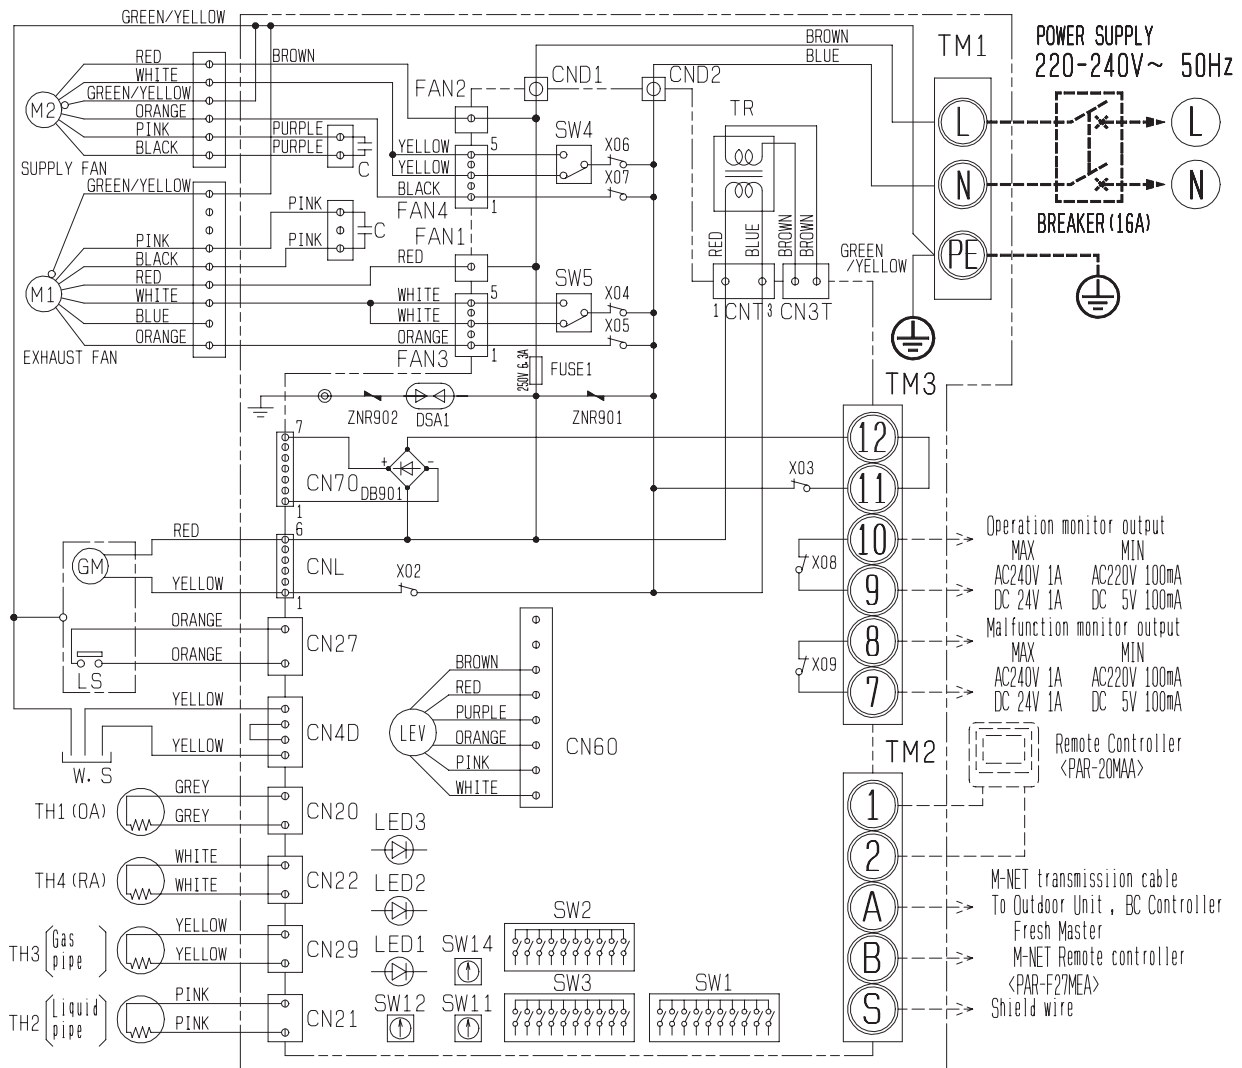 GREEN/YELLOW
RED
WHITE
GREEN/YELLOW
ORANGE
PINK
BLACK
M2
SUPPLY FAN
BROWN
PURPLE
PURPLE
C
GREEN/YELLOW
PINK
BLACK
RED
WHITE
BLUE
ORANGE
M1
EXHAUST FAN
PINK
PINK
C
RED
FAN2
YELLOW
YELLOW
BLACK
5
1
FAN4
FAN1
WHITE
WHITE
ORANGE
5
1
FAN3
CND1
CND2
SW4
X06
X07
SW5
X04
X05
250V 6.3A
FUSE1
BROWN
BLUE
TR
RED
BLUE
BROWN
BROWN
1
CNT
3
CN3T
GREEN
/YELLOW
TM1
L
N
PE
POWER SUPPLY
220-240V~ 50Hz
L
N
BREAKER(16A)
ZNR902
DSA1
ZNR901
7
CN70
1
+
-
DB901
X03
TM3
12
11
10
9
8
7
X08
X09
Operation monitor output
MAX MIN
AC240V 1A AC220V 100mA
DC 24V 1A DC 5V 100mA
Malfunction monitor output
MAX MIN
AC240V 1A AC220V 100mA
DC 24V 1A DC 5V 100mA
GM
RED
YELLOW
6
CNL
1
X02
LS
ORANGE
ORANGE
CN27
YELLOW
YELLOW
CN4D
W. S
LEV
BROWN
RED
PURPLE
ORANGE
PINK
WHITE
CN60
TH1(OA)
GREY
GREY
CN20
TH4(RA)
WHITE
WHITE
CN22
TH3
Gas
pipe
YELLOW
YELLOW
CN29
TH2
Liquid
pipe
PINK
PINK
CN21
LED3
LED2
LED1
SW14
SW12
SW11
SW2
SW3
SW1
TM2
1
2
A
B
S
Remote Controller
<PAR-20MAA>
M-NET transmissiion cable
To Outdoor Unit , BC Controller
Fresh Master
M-NET Remote controller
<PAR-F27MEA>
Shield wire